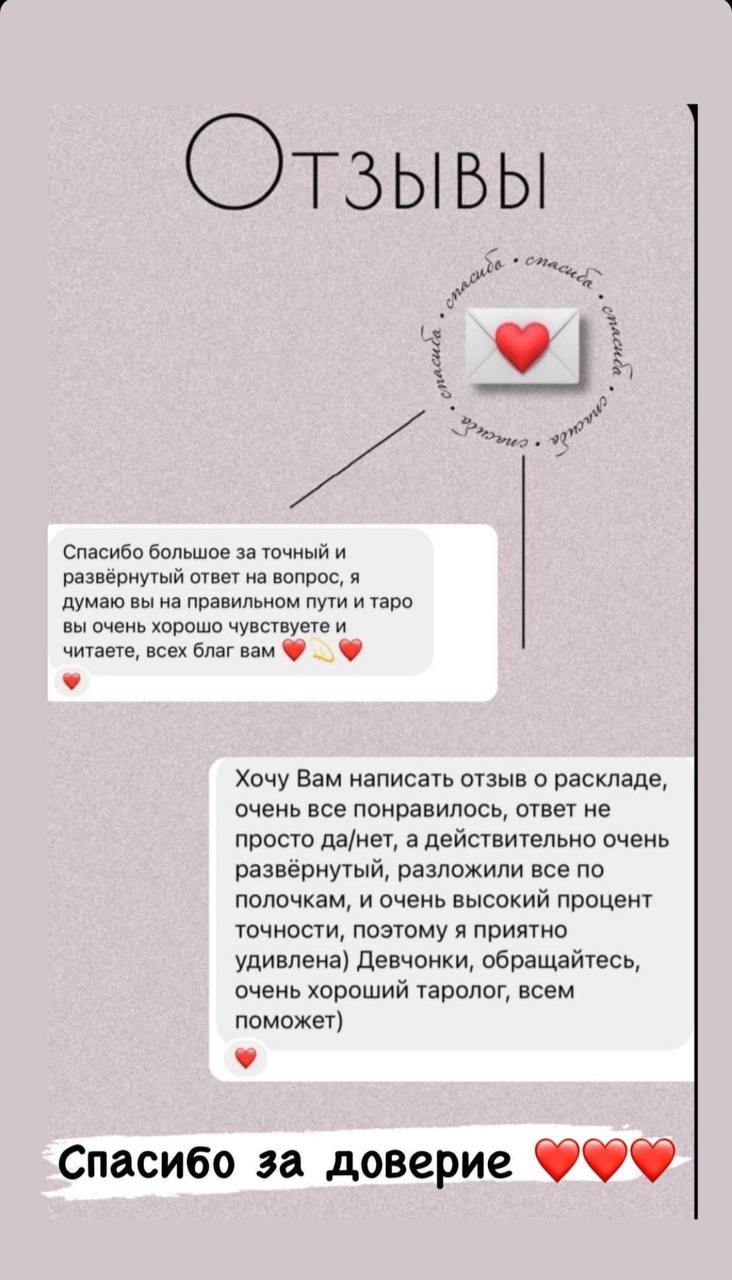 Отзывы
спасибо • спасибо • спасибо • спасибо • спасибо • спасибо • спасибо •
Спасибо большое за точный и
развёрнутый ответ на вопрос, я
думаю вы на правильном пути и таро
вы очень хорошо чувствуете и
читаете, всех благ вам ❤️💫❤️
❤️
Хочу Вам написать отзыв о раскладе,
очень все понравилось, ответ не
просто да/нет, а действительно очень
развёрнутый, разложили все по
полочкам, и очень высокий процент
точности, поэтому я приятно
удивлена) Девчонки, обращайтесь,
очень хороший таролог, всем
поможет)
❤️
Спасибо за доверие ❤️❤️❤️